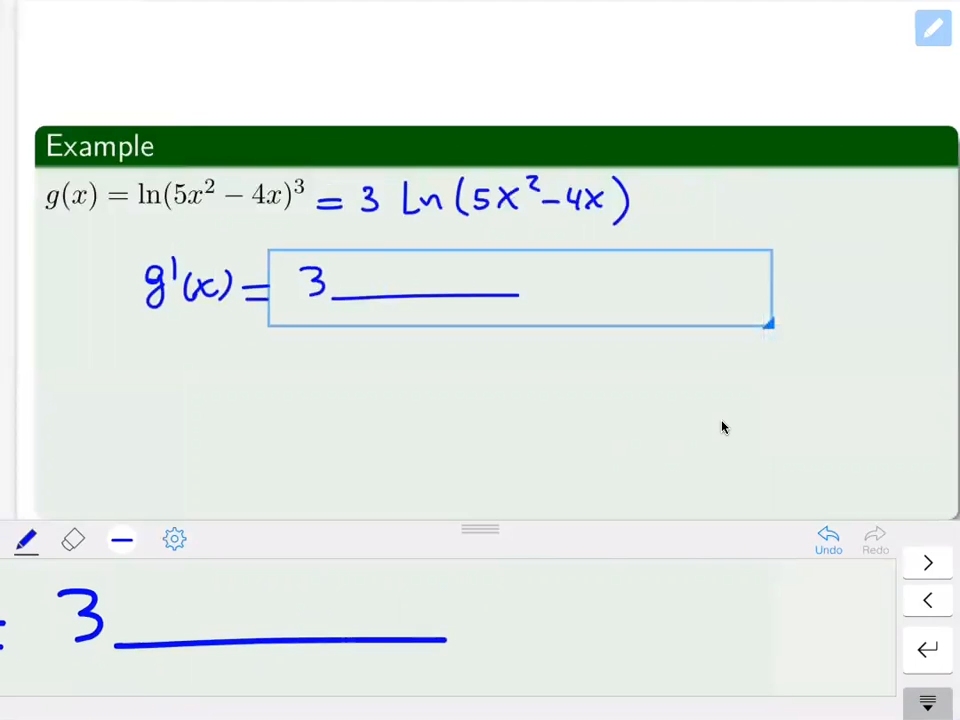 Example
g(x) = ln(5x² − 4x)³ = 3 Ln(5x²-4x)
g'(x) = 3
Undo Redo
= 3